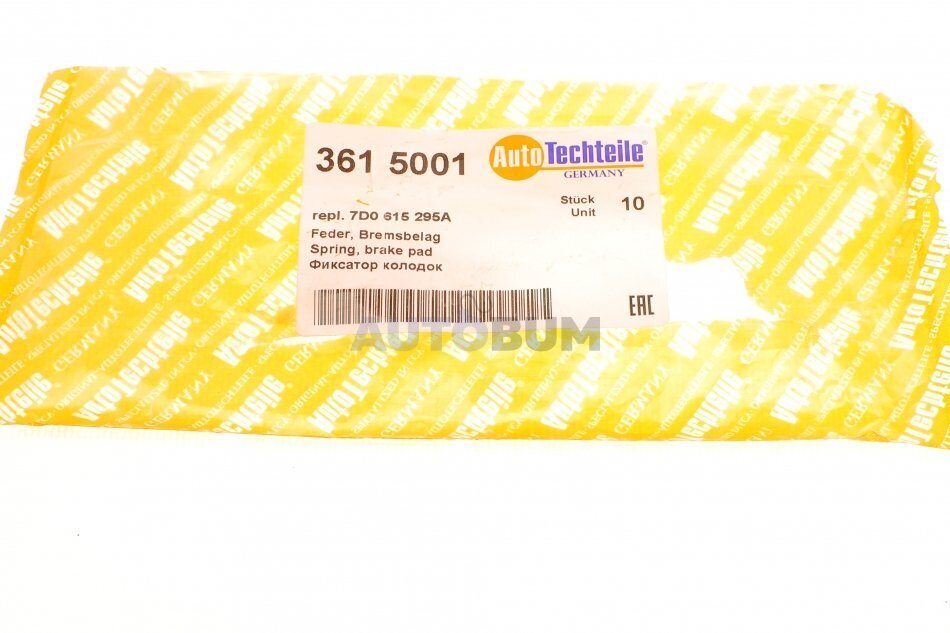 361 5001
AutoTechteile®
GERMANY
Stück
Unit 10
repl. 7D0 615 295A
Feder, Bremsbelag
Spring, brake pad
Фиксатор колодок
EAC
AUTOBUM